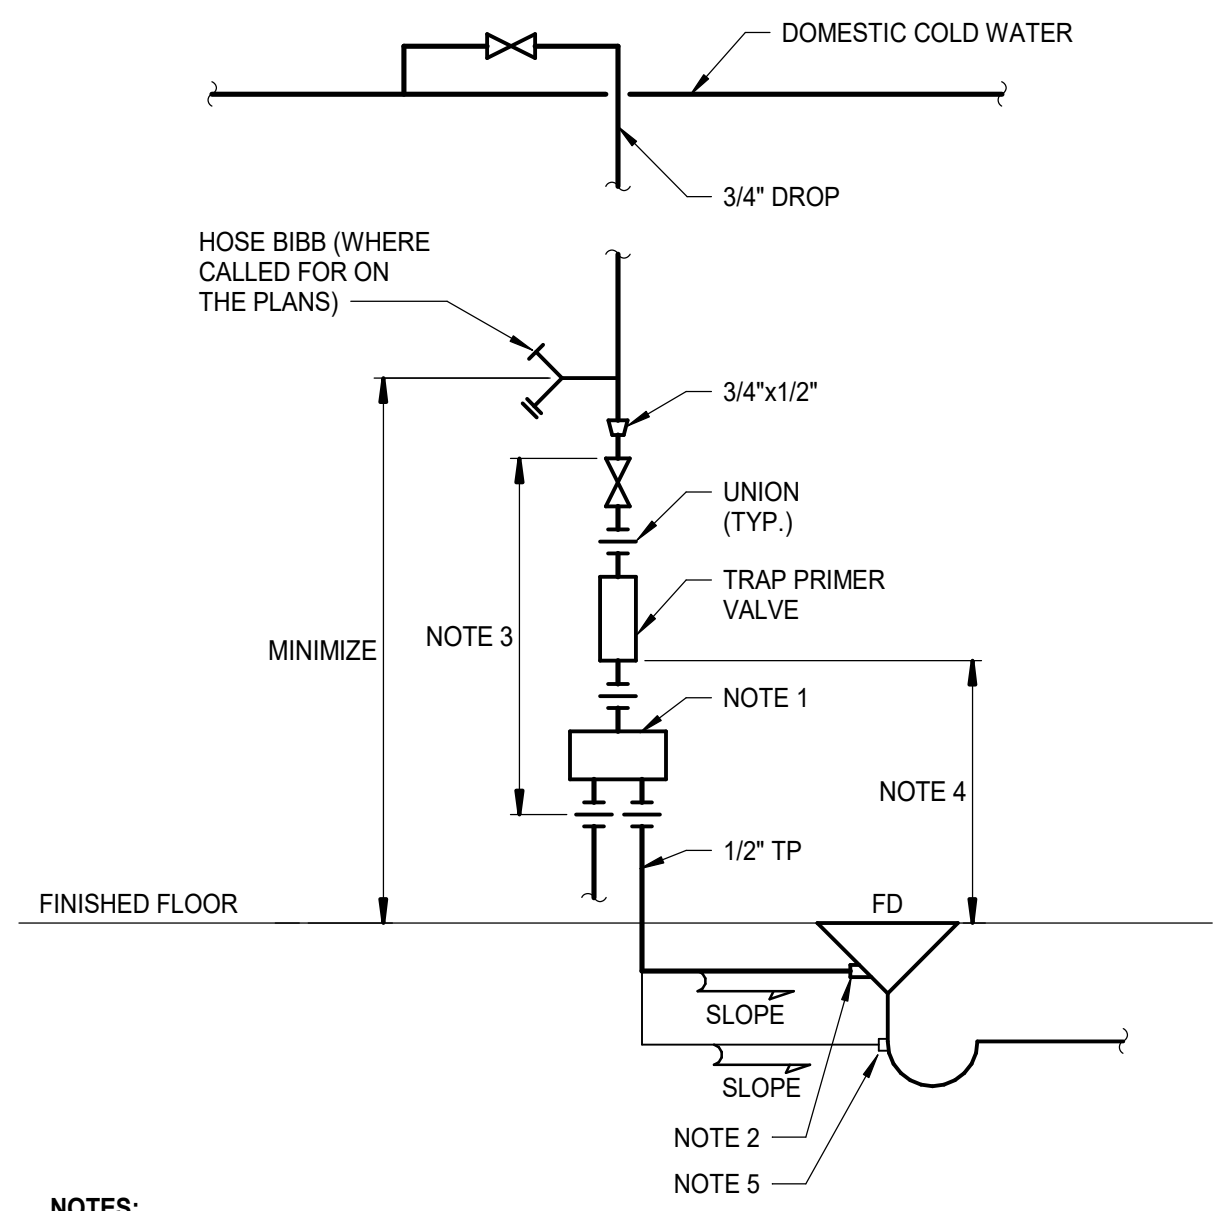 DOMESTIC COLD WATER
3/4" DROP
HOSE BIBB (WHERE
CALLED FOR ON
THE PLANS)
3/4"x1/2"
UNION
(TYP.)
TRAP PRIMER
VALVE
NOTE 3
MINIMIZE
NOTE 1
NOTE 4
1/2" TP
FINISHED FLOOR
FD
SLOPE
SLOPE
NOTE 2
NOTE 5
NOTES: